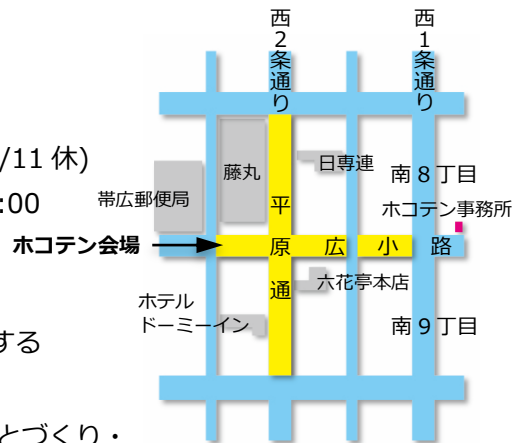 西2条通り
西1条通り
/11 休)
:00
藤丸
日専連
南8丁目
帯広郵便局
ホコテン事務所
ホコテン会場
平原通
広小路
六花亭本店
ホテル
ドーミーイン
南9丁目
する
とづくり・